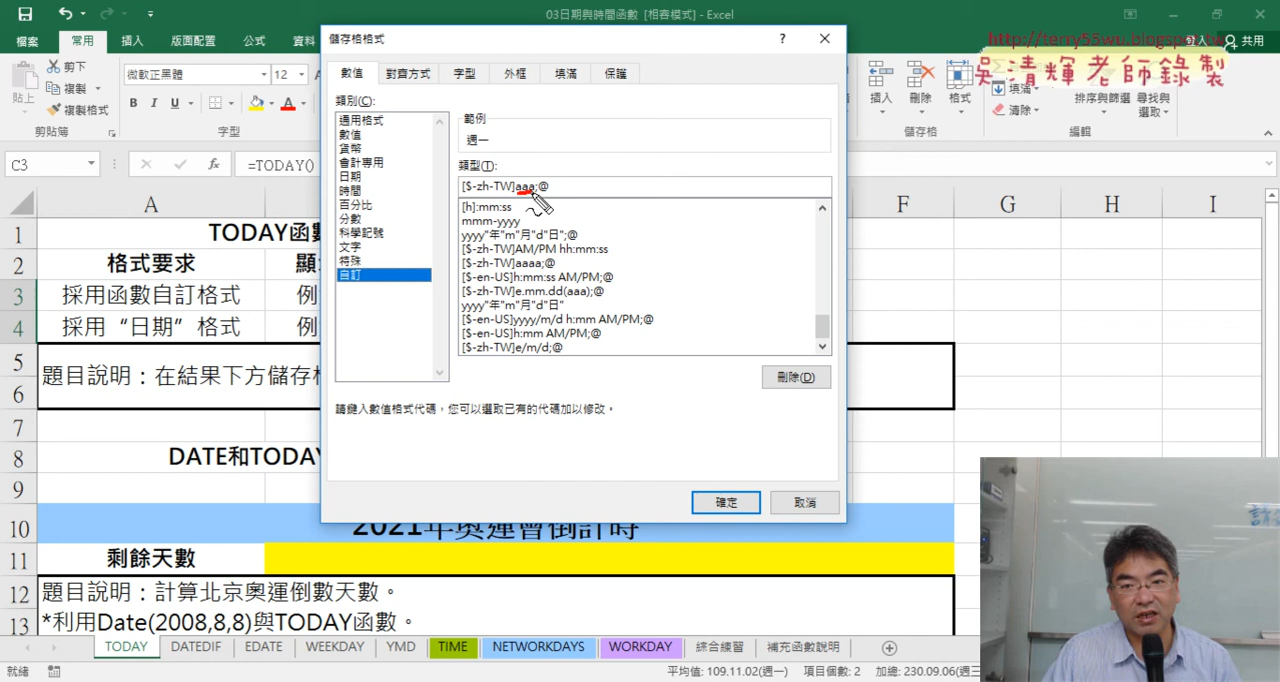 03日期與時間函數 [相容模式] - Excel
檔案 常用 插入 版面配置 公式 資料
登入 共用
http://terry55wu.blogspot.tw
吳清輝老師錄製
貼上 剪下 複製 複製格式
剪貼簿
微軟正黑體 12
B I U A
字型
插入 刪除 格式
儲存格
填滿 清除 排序與篩選 尋找與選取
編輯
C3 fx =TODAY()
儲存格格式 ?
數值 對齊方式 字型 外框 填滿 保護
類別(C):
通用格式
數值
貨幣
會計專用
日期
時間
百分比
分數
科學記號
文字
特殊
自訂
範例
週一
類型(T):
[$-zh-TW]aaa;@
[h]:mm:ss
mmm-yyyy
yyyy"年"m"月"d"日";@
[$-zh-TW]AM/PM hh:mm:ss
[$-zh-TW]aaaa;@
[$-en-US]h:mm:ss AM/PM;@
[$-zh-TW]e.mm.dd(aaa);@
yyyy"年"m"月"d"日"
[$-en-US]yyyy/m/d h:mm AM/PM;@
[$-en-US]h:mm AM/PM;@
[$-zh-TW]e/m/d;@
刪除(D)
請鍵入數值格式代碼，您可以選取已有的代碼加以修改。
確定 取消
A F G H I
1 TODAY函
2 格式要求 顯
3 採用函數自訂格式 例
4 採用“日期”格式 例
5
6
題目說明：在結果下方儲存
7
8 DATE和TODAY
9
10 2021年奧運會倒計時
11 剩餘天數
12 題目說明：計算北京奧運倒數天數。
13 *利用Date(2008,8,8)與TODAY函數。
TODAY DATEDIF EDATE WEEKDAY YMD TIME NETWORKDAYS WORKDAY 綜合練習 補充函數說明
就緒 平均值: 109.11.02(週一) 項目個數: 2 加總: 230.09.06(週三